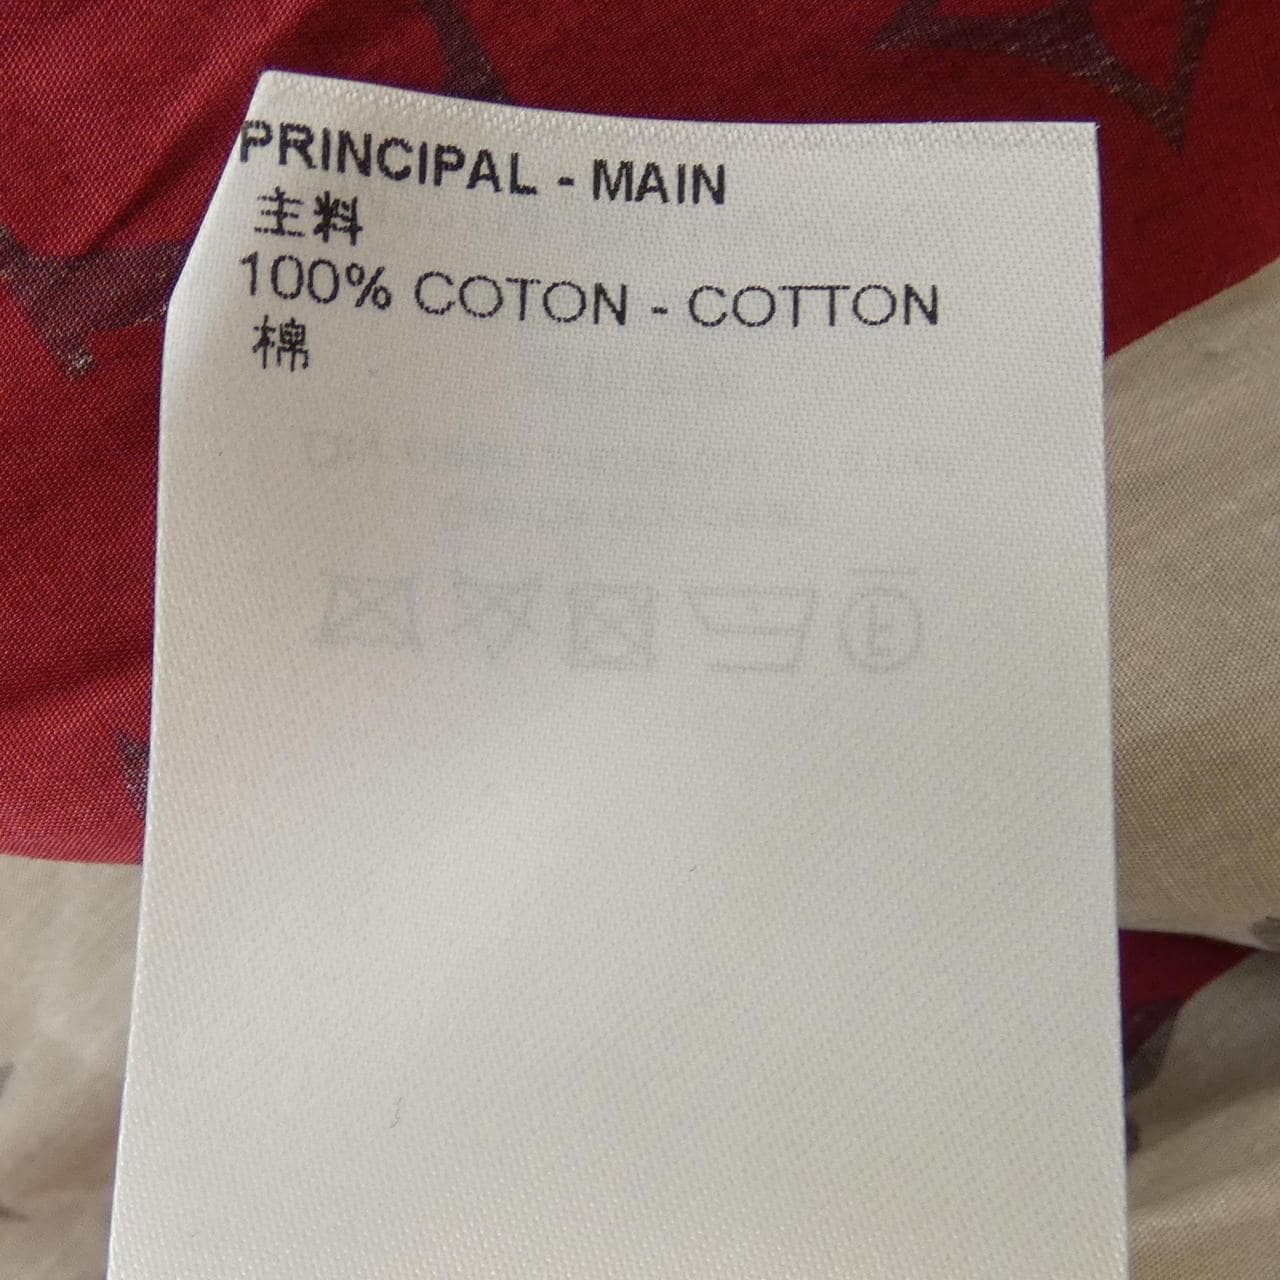 PRINCIPAL - MAIN
主料
100% COTON - COTTON
棉